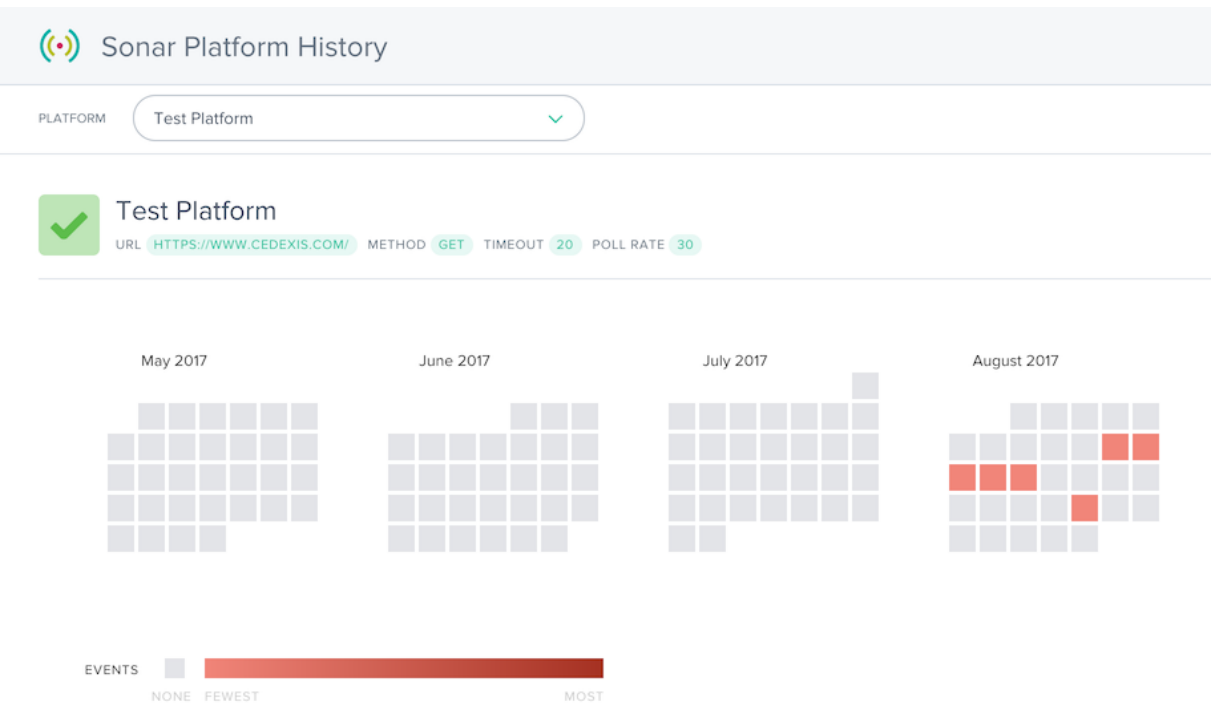 Sonar Platform History
PLATFORM Test Platform
Test Platform
URL HTTPS://WWW.CEDEXIS.COM/ METHOD GET TIMEOUT 20 POLL RATE 30
May 2017 June 2017 July 2017 August 2017
EVENTS
NONE FEWEST MOST